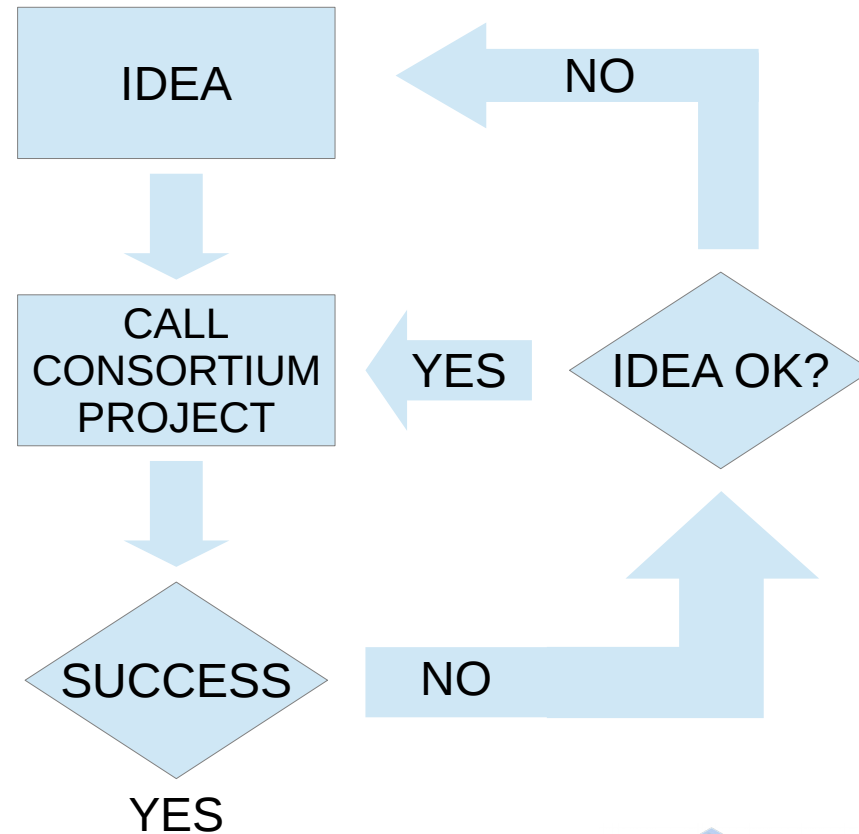 IDEA
NO
CALL
CONSORTIUM
PROJECT
YES
IDEA OK?
SUCCESS
NO
YES